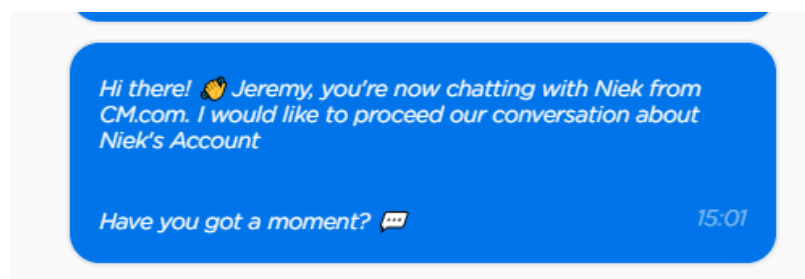 Hi there! 👋 Jeremy, you're now chatting with Niek from
CM.com. I would like to proceed our conversation about
Niek's Account
Have you got a moment? 💬
15:01